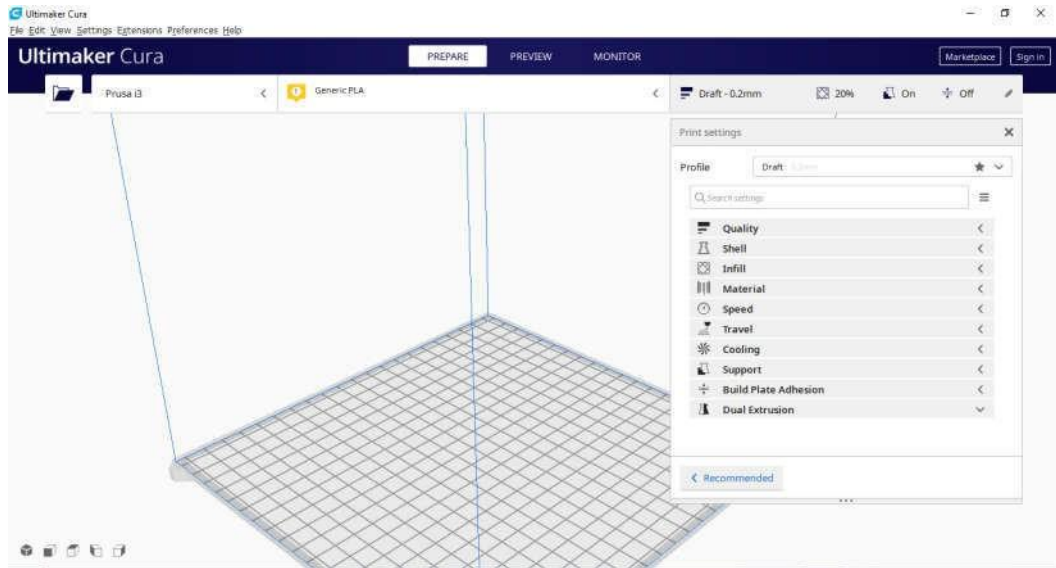 Ultimaker Cura
File Edit View Settings Extensions Preferences Help
Ultimaker Cura PREPARE PREVIEW MONITOR Marketplace Sign in
Prusa i3 Generic PLA Draft - 0.2mm 20% On Off
Print settings
Profile Draft 0.2mm
Search settings
Quality
Shell
Infill
Material
Speed
Travel
Cooling
Support
Build Plate Adhesion
Dual Extrusion
Recommended